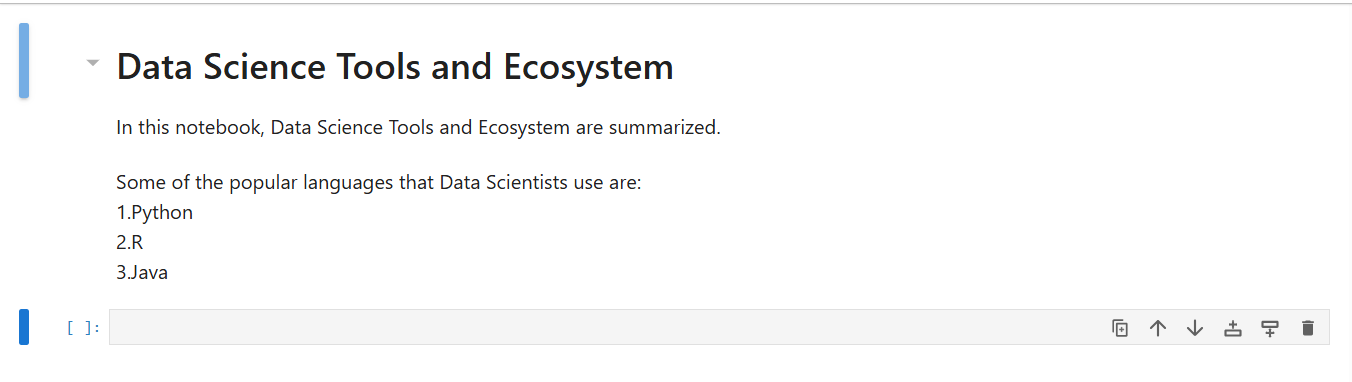 Data Science Tools and Ecosystem
In this notebook, Data Science Tools and Ecosystem are summarized.
Some of the popular languages that Data Scientists use are:
1.Python
2.R
3.Java
[ ]: